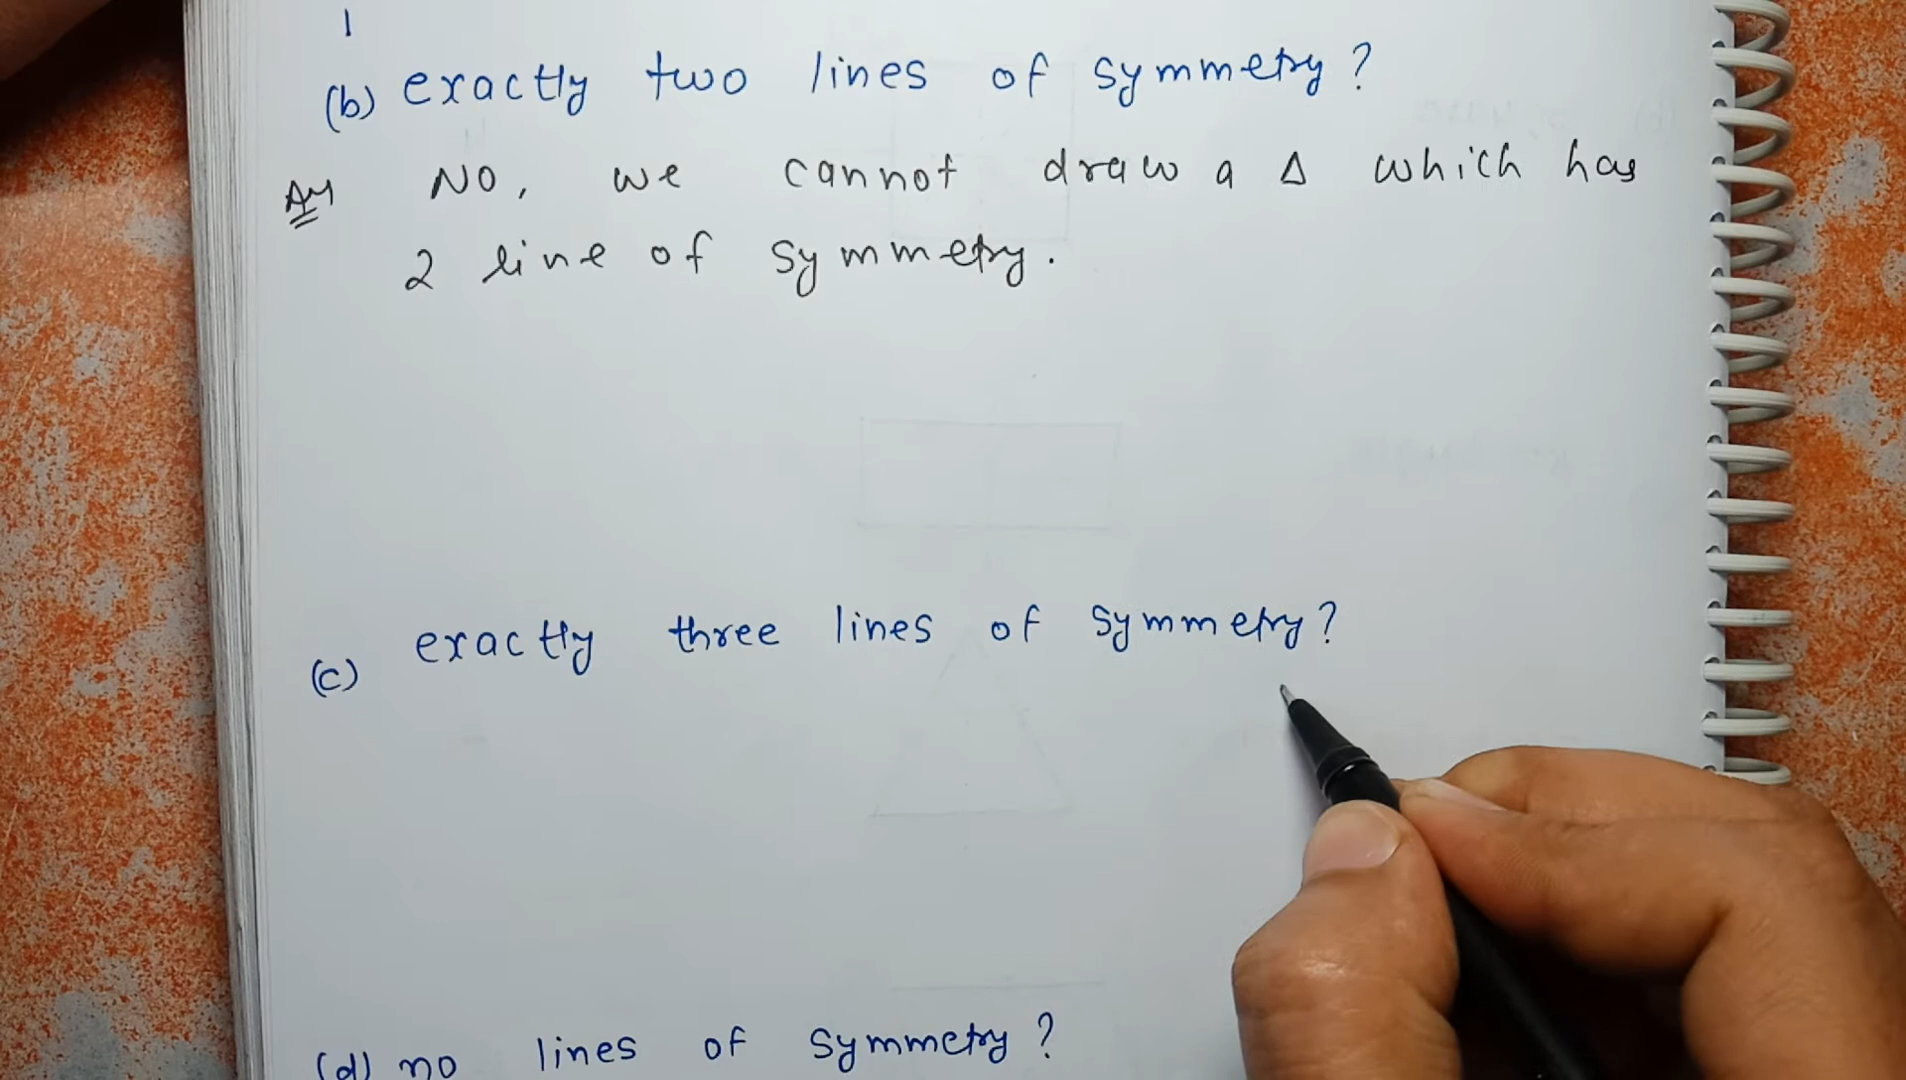 (b) exactly two lines of symmetry?
Ans No, we cannot draw a Δ which has
2 line of symmetry.
(c) exactly three lines of symmetry?
(d) no lines of symmetry?